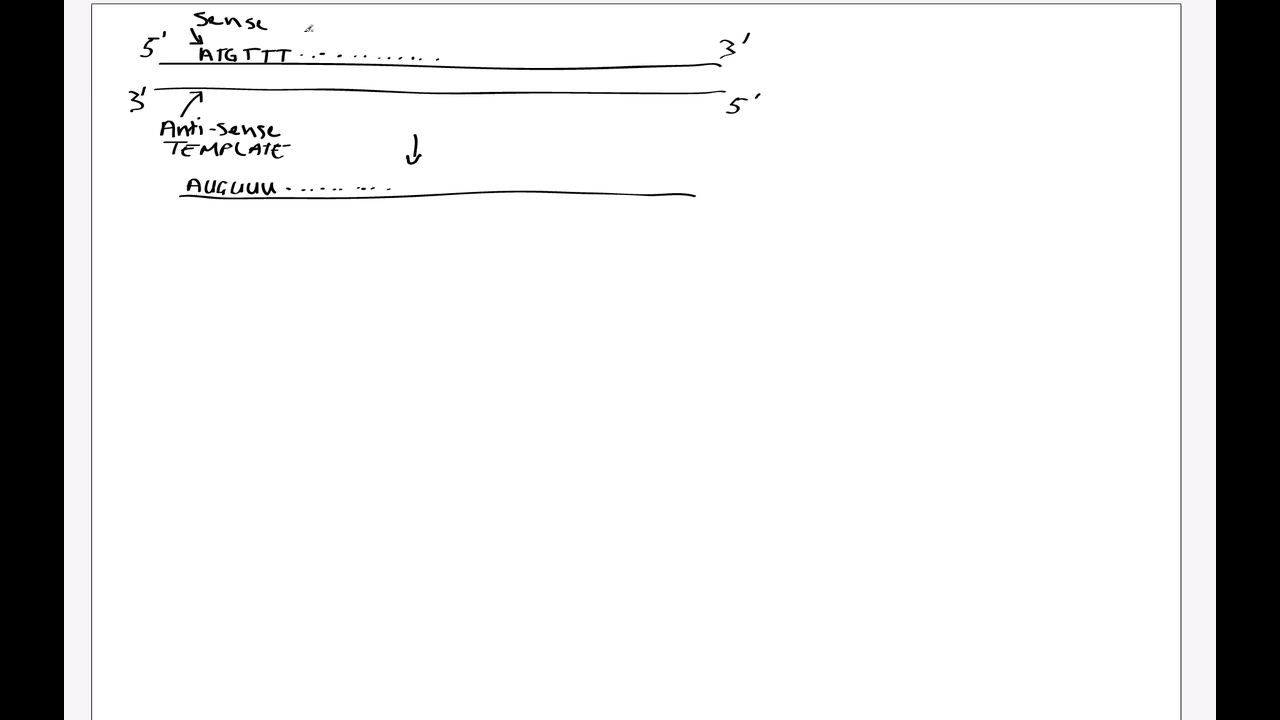 Sense
5' ATGTTT ........... 3'
3' 5'
Anti-sense
TEMPLATE
AUGUUU ..........